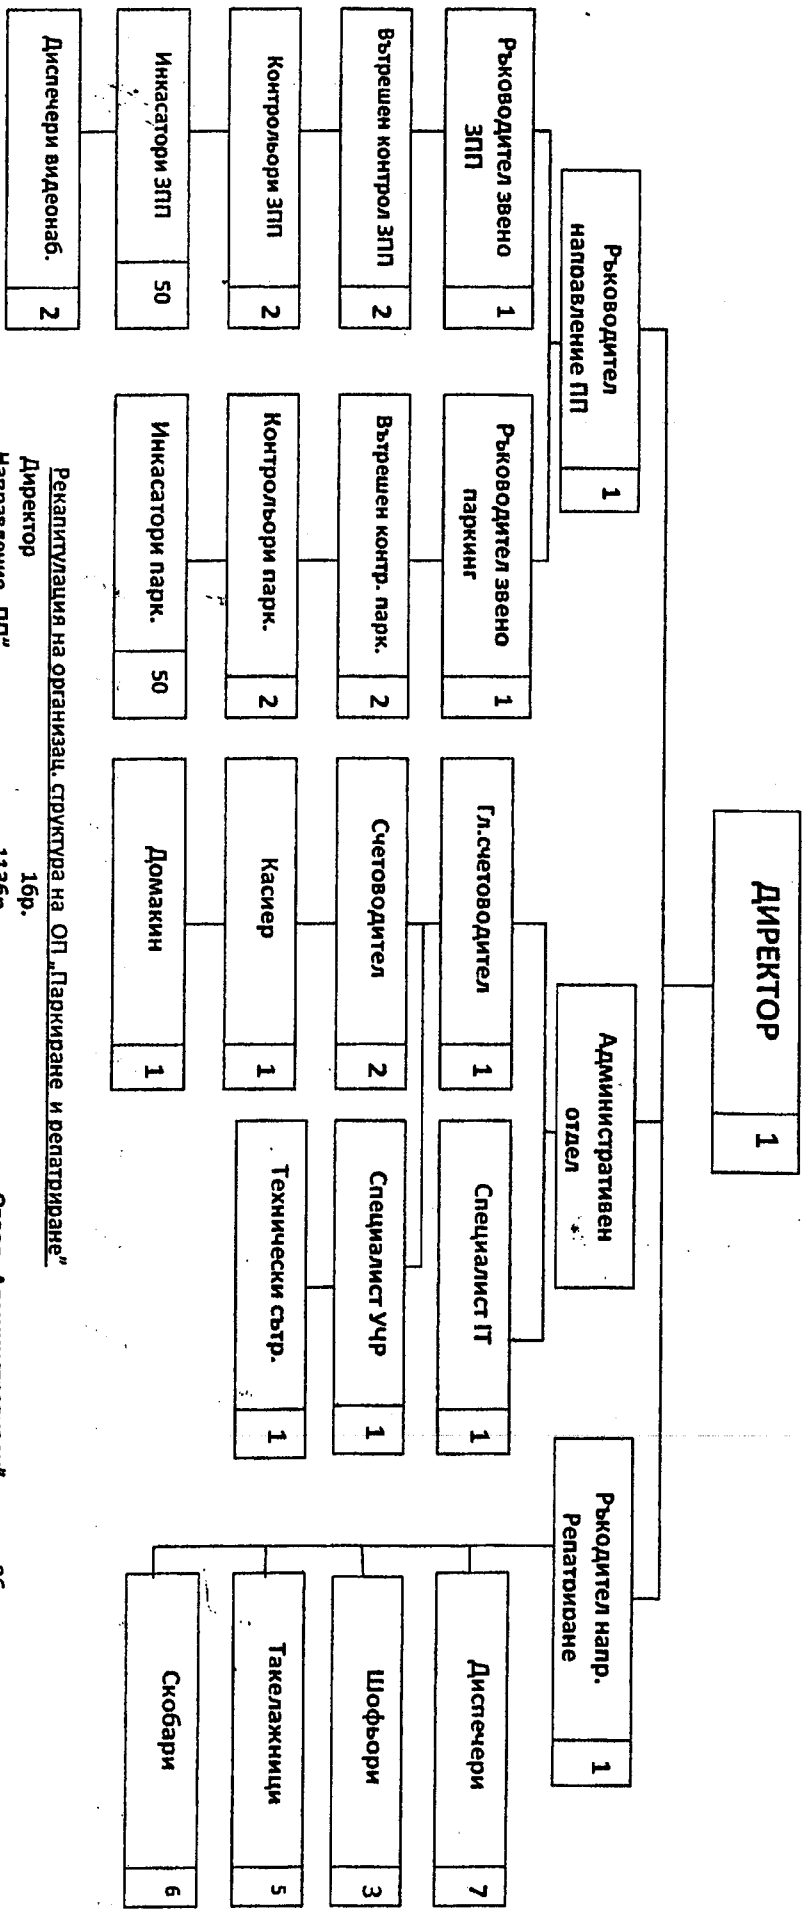 ДИРЕКТОР
1
Ръководител
направление ПП
1
Административен
отдел
Ръкодител напр.
Репатриране
1
Ръководител звено
ЗПП
1
Ръководител звено
паркинг
1
Гл.счетоводител
1
Специалист IT
1
Диспечери
7
Вътрешен контрол ЗПП
2
Вътрешен контр. парк.
2
Счетоводител
2
Специалист УЧР
1
Шофьори
3
Контрольори ЗПП
2
Контрольори парк.
2
Касиер
1
Технически сътр.
1
Такелажници
5
Инкасатори ЗПП
50
Инкасатори парк.
50
Домакин
1
Скобари
6
Диспечери видеонаб.
2
Рекапитулация на организац. структура на ОП „Паркиране и репатриране"
Директор 1бр.